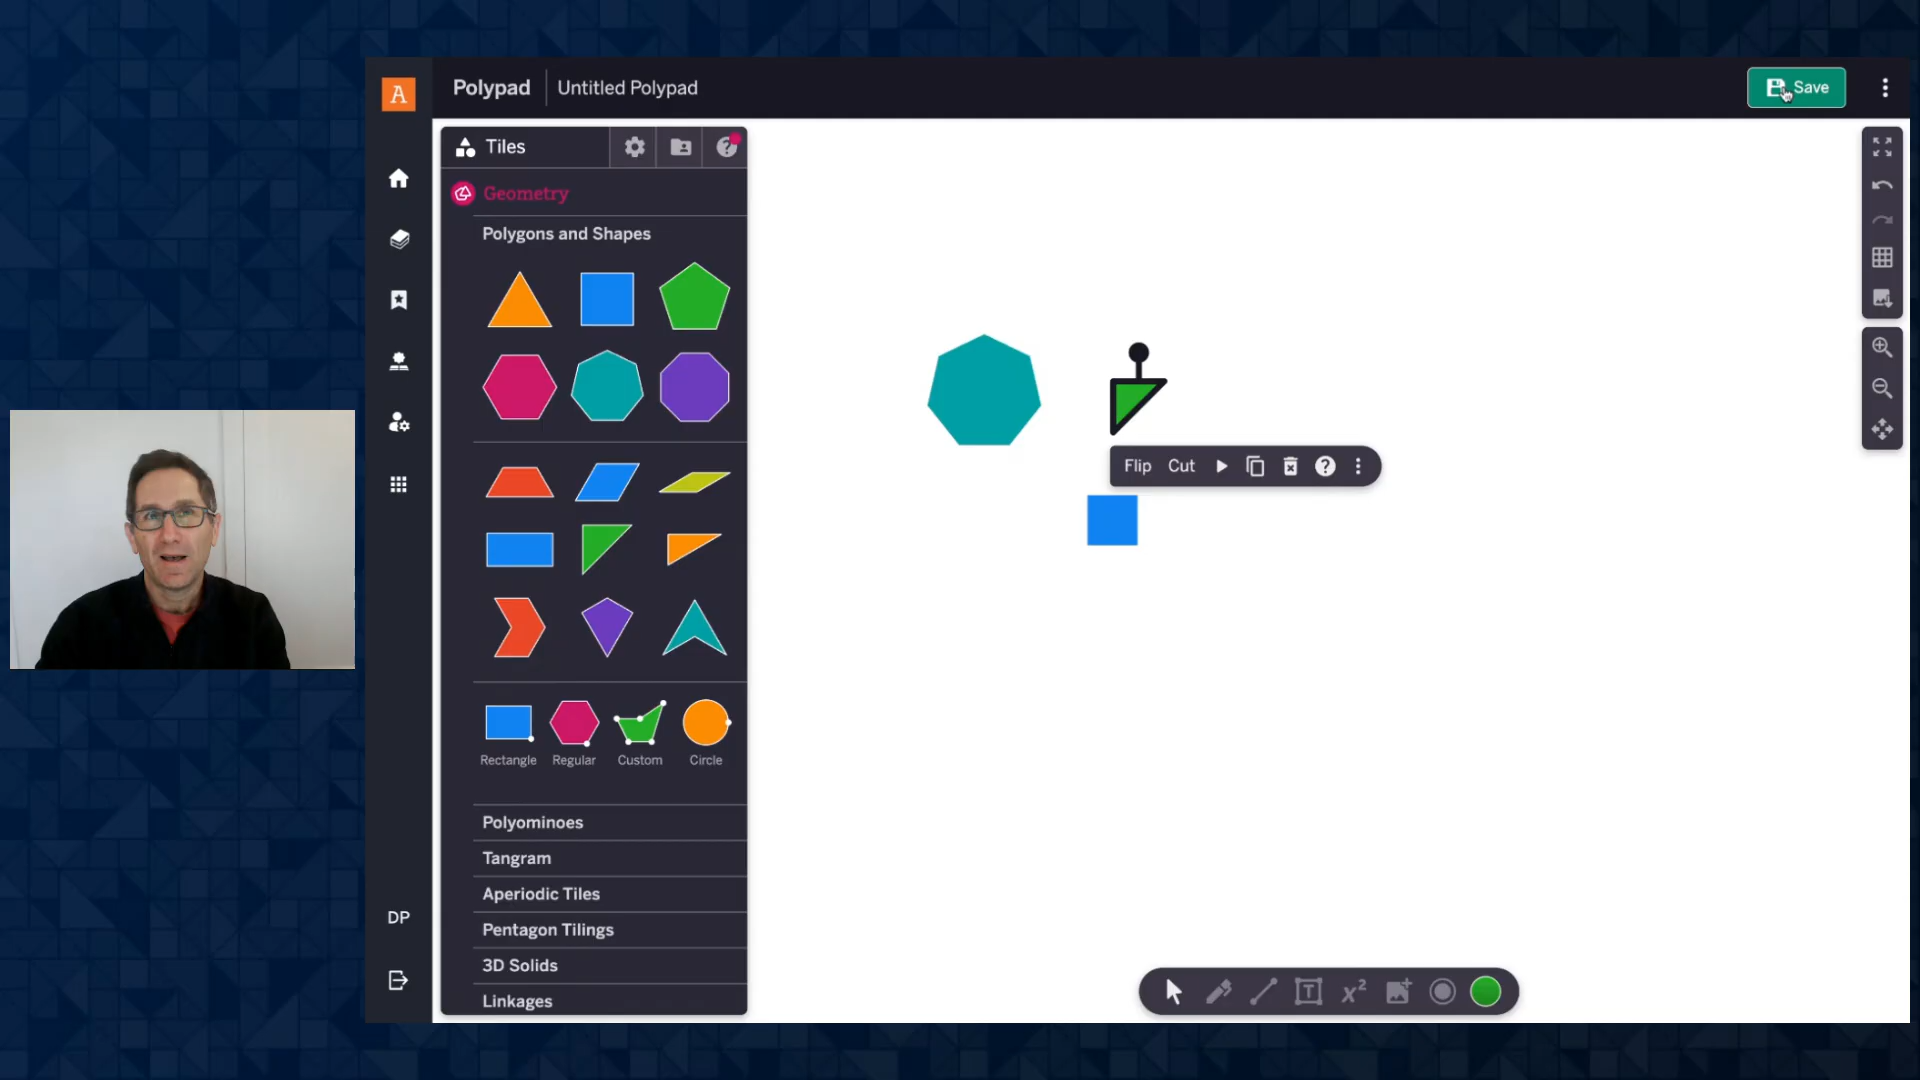 A
Polypad
Untitled Polypad
Save
Tiles
Geometry
Polygons and Shapes
Flip Cut
Rectangle Regular Custom Circle
Polyominoes
Tangram
Aperiodic Tiles
Pentagon Tilings
3D Solids
Linkages
DP
T x²